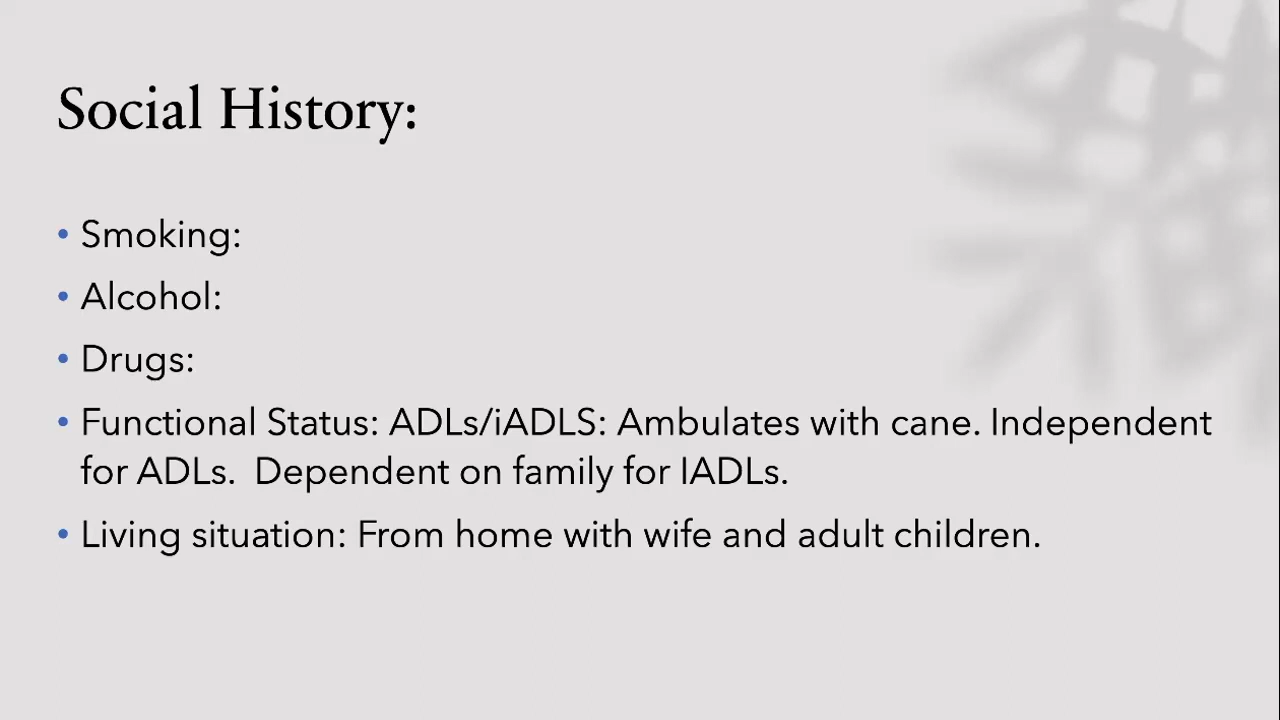 Social History:
• Smoking:
• Alcohol:
• Drugs:
• Functional Status: ADLs/iADLS: Ambulates with cane. Independent
for ADLs.  Dependent on family for IADLs.
• Living situation: From home with wife and adult children.